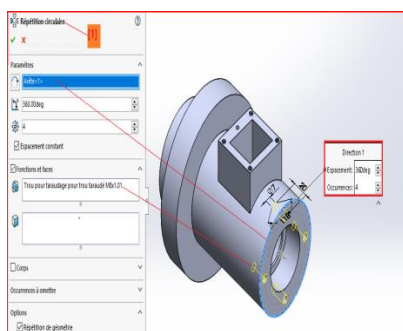 Répétition circulaire
[1]
Paramètres
Arête<1>
360.00deg
4
Espacement constant
Fonctions et faces
Trou pour taraudage pour trou taraudé M8x1.01
Corps
Occurrences à omettre
Options
Répétition de géométre
Direction 1
Espacement: 360deg
Occurrences: 4